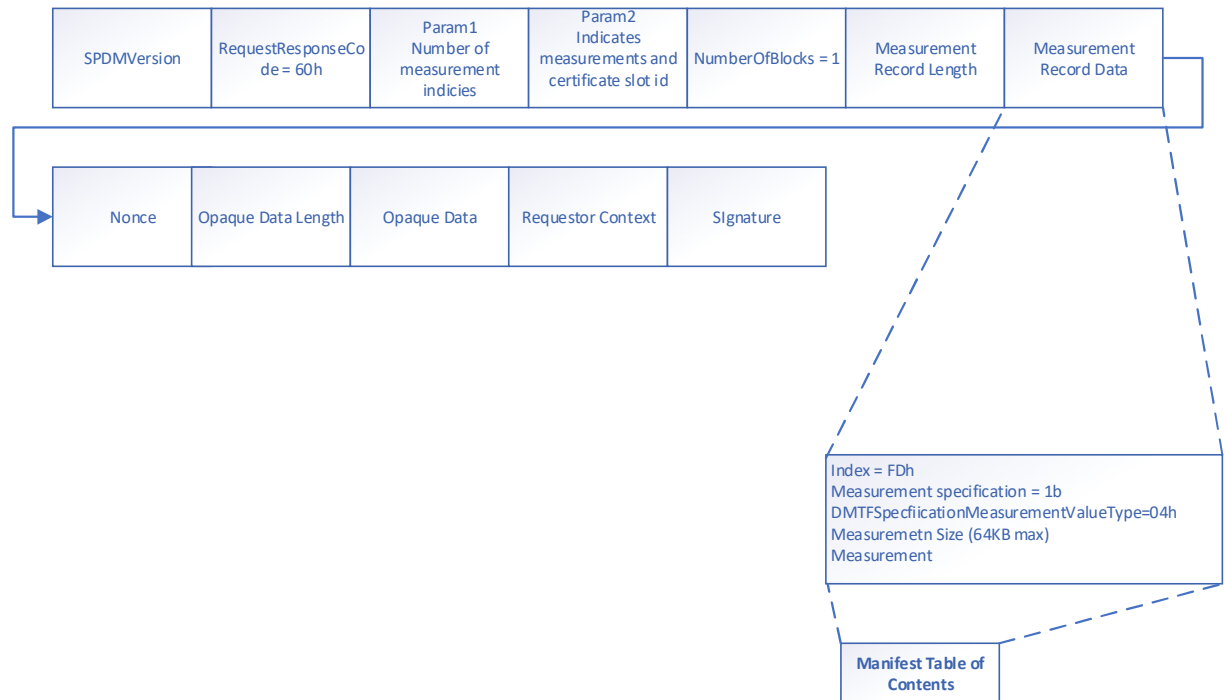 SPDMVersion
RequestResponseCo
de = 60h
Param1
Number of
measurement
indicies
Param2
Indicates
measurements and
certificate slot id
NumberOfBlocks = 1
Measurement
Record Length
Measurement
Record Data
Nonce
Opaque Data Length
Opaque Data
Requestor Context
SIgnature
Index = FDh
Measurement specification = 1b
DMTFSpecfiicationMeasurementValueType=04h
Measuremetn Size (64KB max)
Measurement
Manifest Table of
Contents